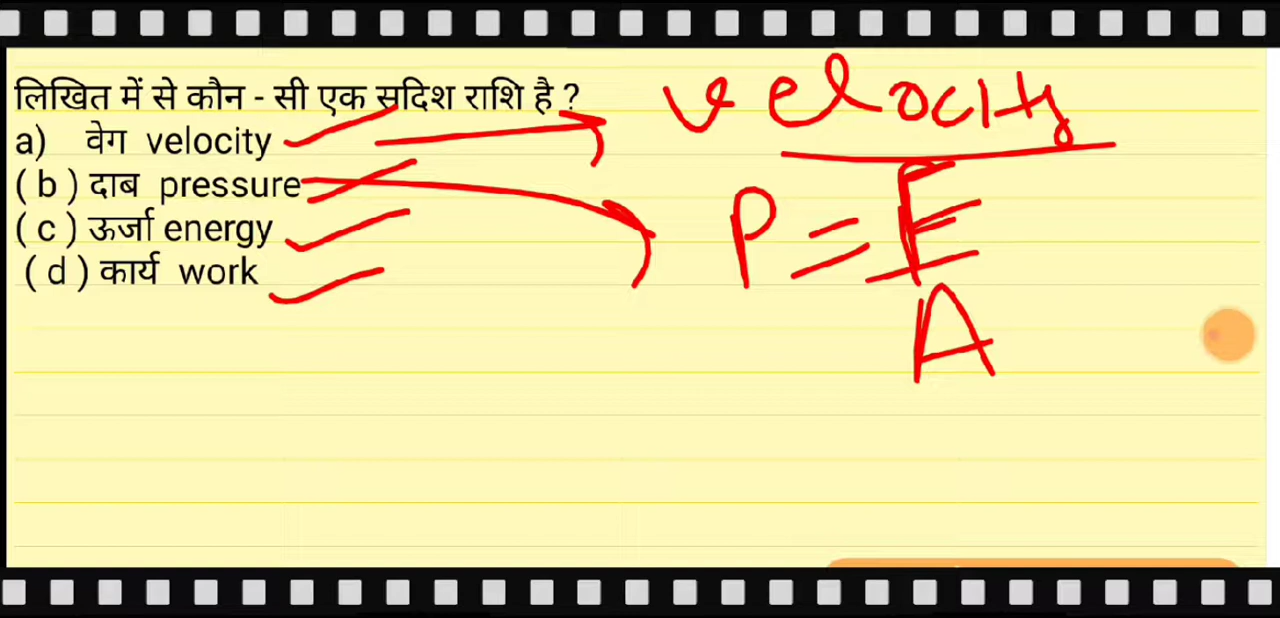 लिखित में से कौन - सी एक सदिश राशि है ?
a) वेग velocity
( b ) दाब pressure
( c ) ऊर्जा energy
( d ) कार्य work
velocity
P = F
A